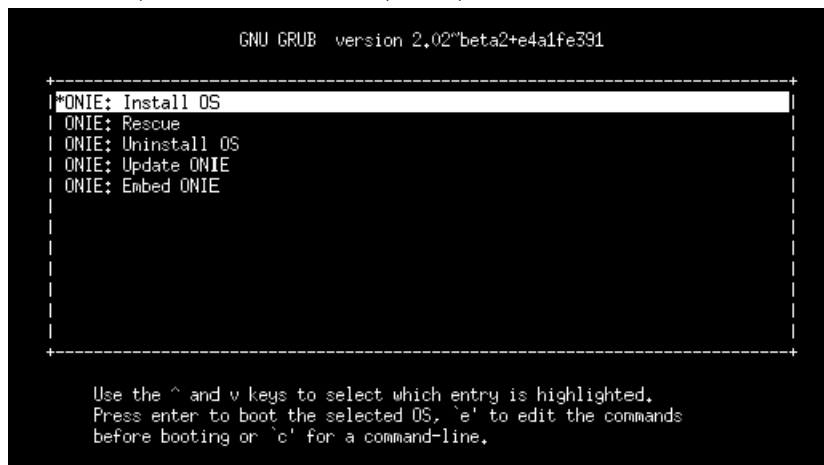 GNU GRUB  version 2.02~beta2+e4a1fe391
*ONIE: Install OS
ONIE: Rescue
ONIE: Uninstall OS
ONIE: Update ONIE
ONIE: Embed ONIE
Use the ^ and v keys to select which entry is highlighted.
Press enter to boot the selected OS, `e' to edit the commands
before booting or `c' for a command-line.